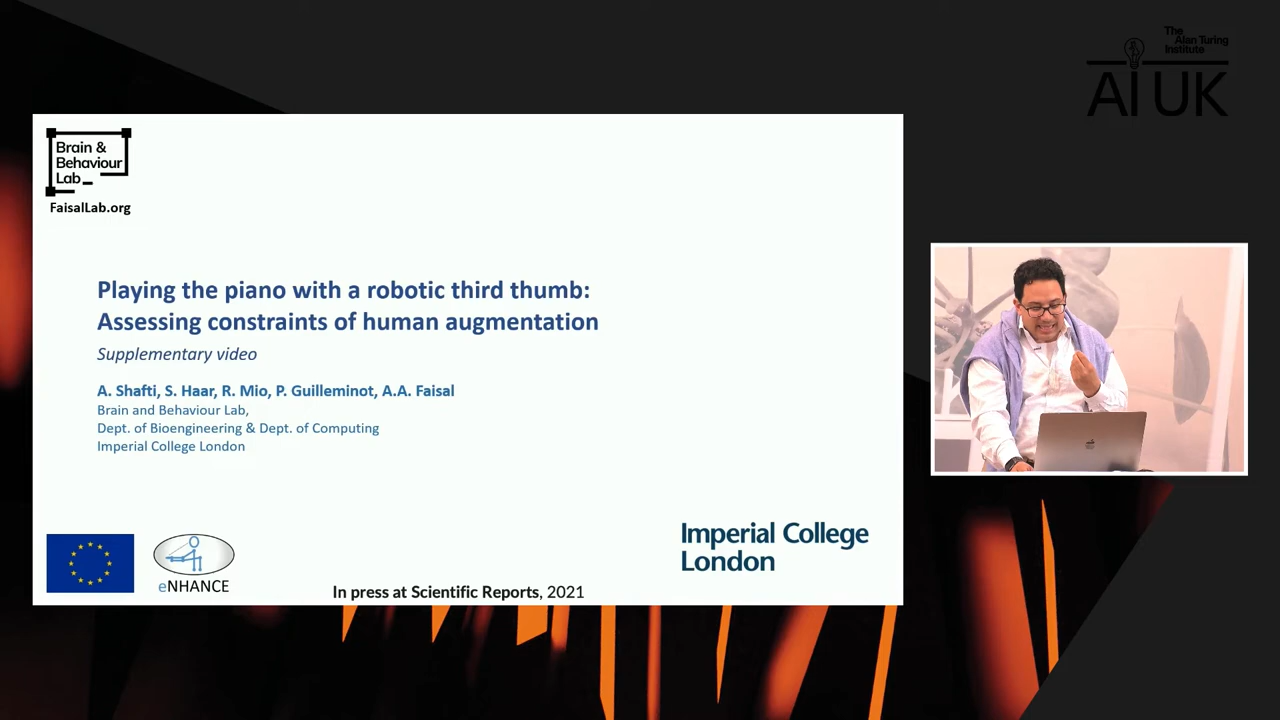 The
Alan Turing
Institute
AI UK
Brain &
Behaviour
Lab_
FaisalLab.org
Playing the piano with a robotic third thumb:
Assessing constraints of human augmentation
Supplementary video
A. Shafti, S. Haar, R. Mio, P. Guilleminot, A.A. Faisal
Brain and Behaviour Lab,
Dept. of Bioengineering & Dept. of Computing
Imperial College London
Imperial College
London
eNHANCE
In press at Scientific Reports, 2021